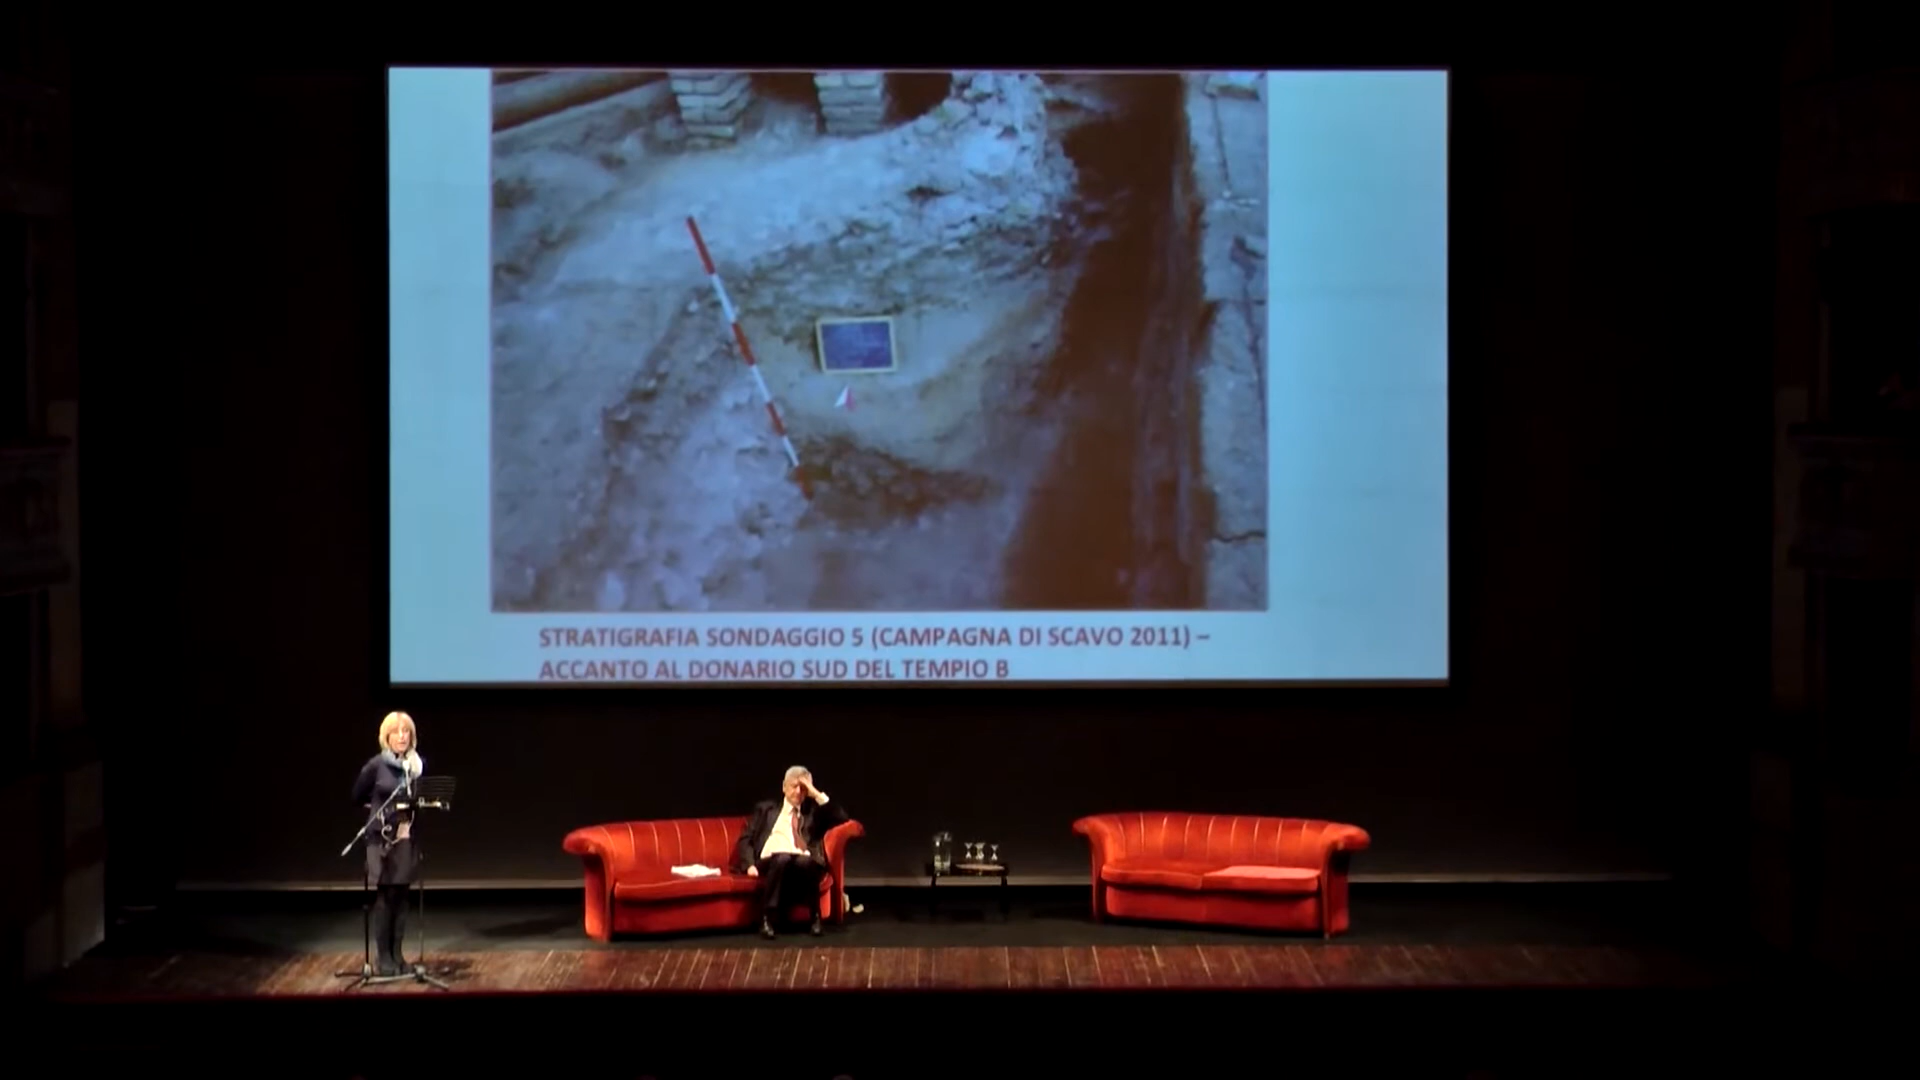 STRATIGRAFIA SONDAGGIO 5 (CAMPAGNA DI SCAVO 2011) –
ACCANTO AL DONARIO SUD DEL TEMPIO B